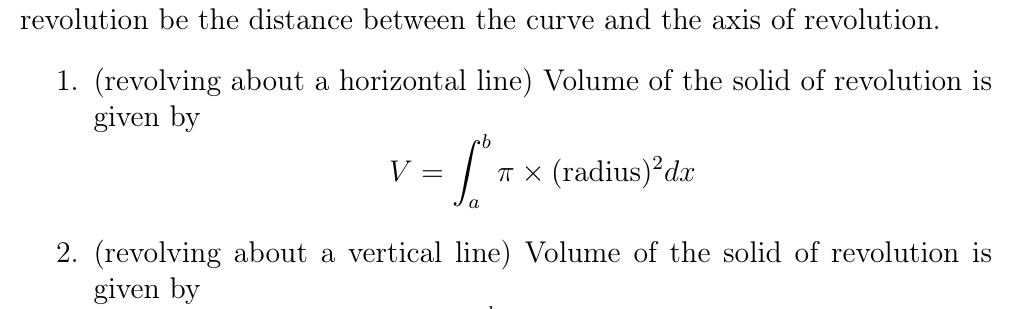 revolution be the distance between the curve and the axis of revolution.
1. (revolving about a horizontal line) Volume of the solid of revolution is
given by
V = ∫_a^b π × (radius)²dx
2. (revolving about a vertical line) Volume of the solid of revolution is
given by